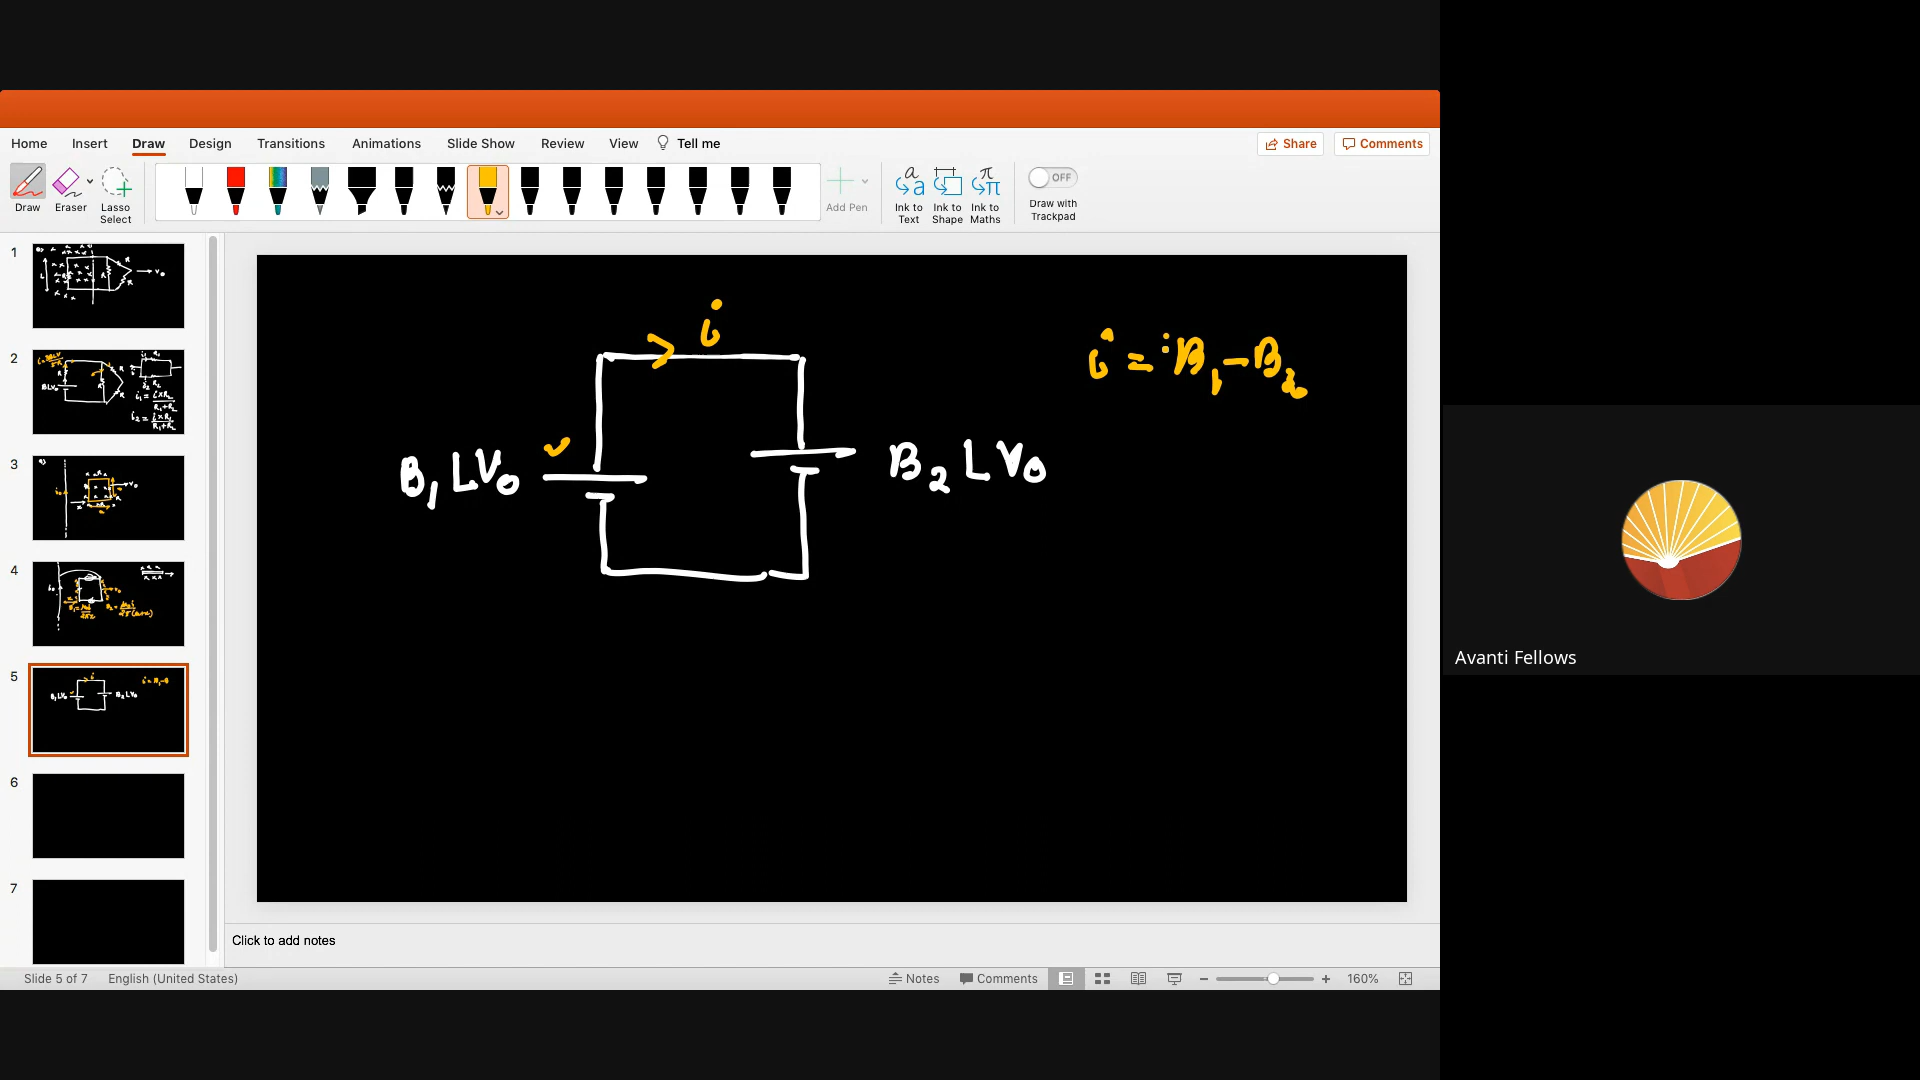 Home Insert Draw Design Transitions Animations Slide Show Review View Tell me Share Comments
Draw Eraser Lasso Select Add Pen Ink to Text Ink to Shape Ink to Maths OFF Draw with Trackpad
1
2
3
4
5
6
7
i
i = B₁ - B₂
B₁ L V₀
B₂ L V₀
Click to add notes
Slide 5 of 7 English (United States) Notes Comments 160%
Avanti Fellows